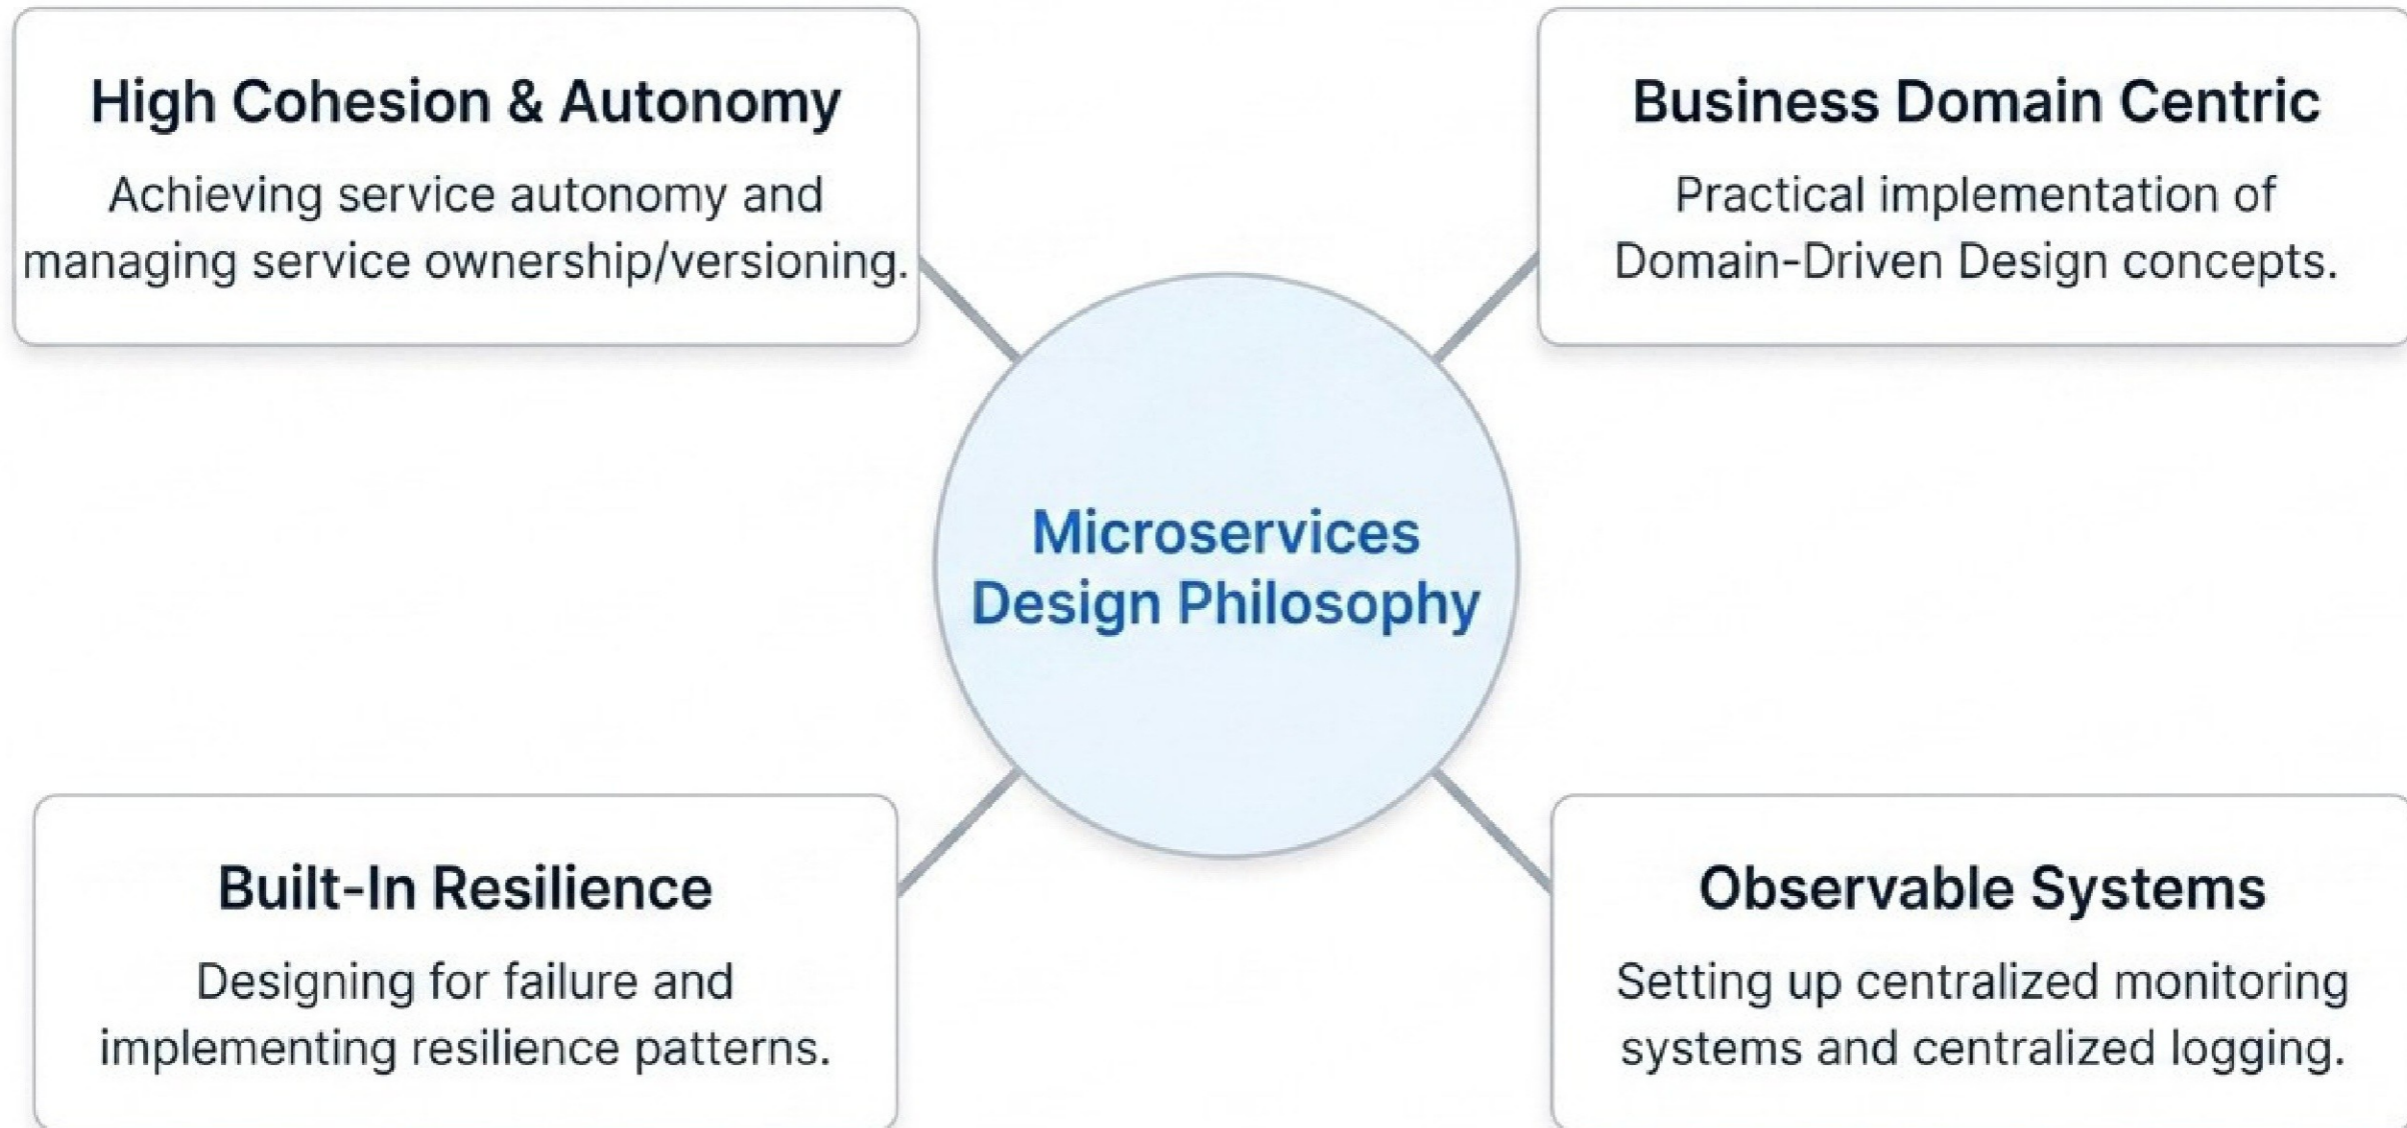 High Cohesion & Autonomy
Achieving service autonomy and
managing service ownership/versioning.
Business Domain Centric
Practical implementation of
Domain-Driven Design concepts.
Microservices
Design Philosophy
Built-In Resilience
Designing for failure and
implementing resilience patterns.
Observable Systems
Setting up centralized monitoring
systems and centralized logging.